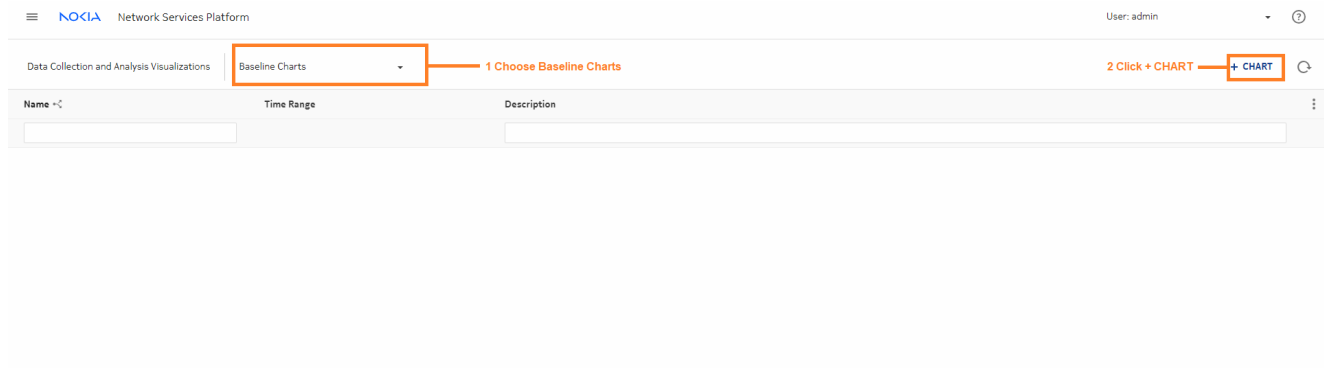 NOKIA Network Services Platform User: admin
Data Collection and Analysis Visualizations Baseline Charts 1 Choose Baseline Charts 2 Click + CHART + CHART
Name Time Range Description